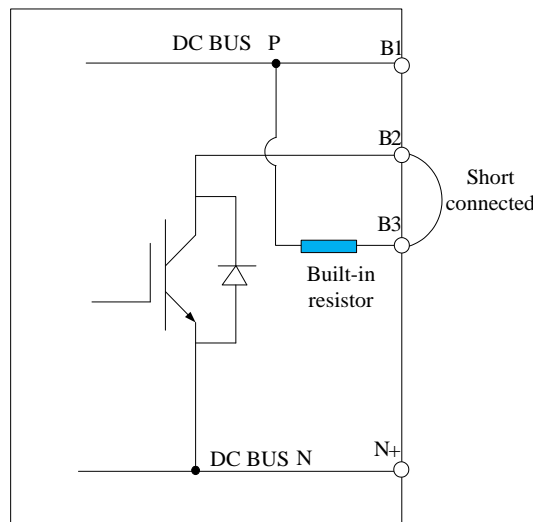 DC BUS P
B1
B2
Short
connected
B3
Built-in
resistor
DC BUS N
N+